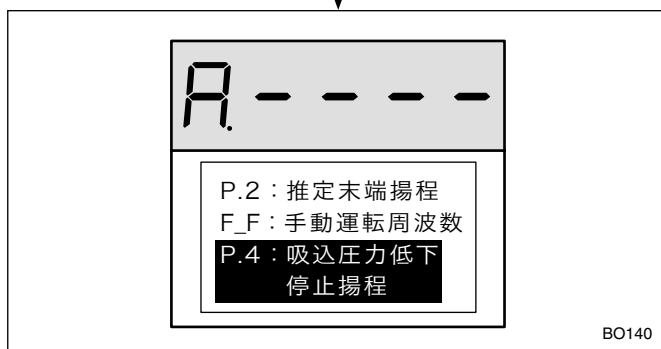 A.----
P.2：推定末端揚程
F_F：手動運転周波数
P.4：吸込圧力低下
停止揚程
BO140